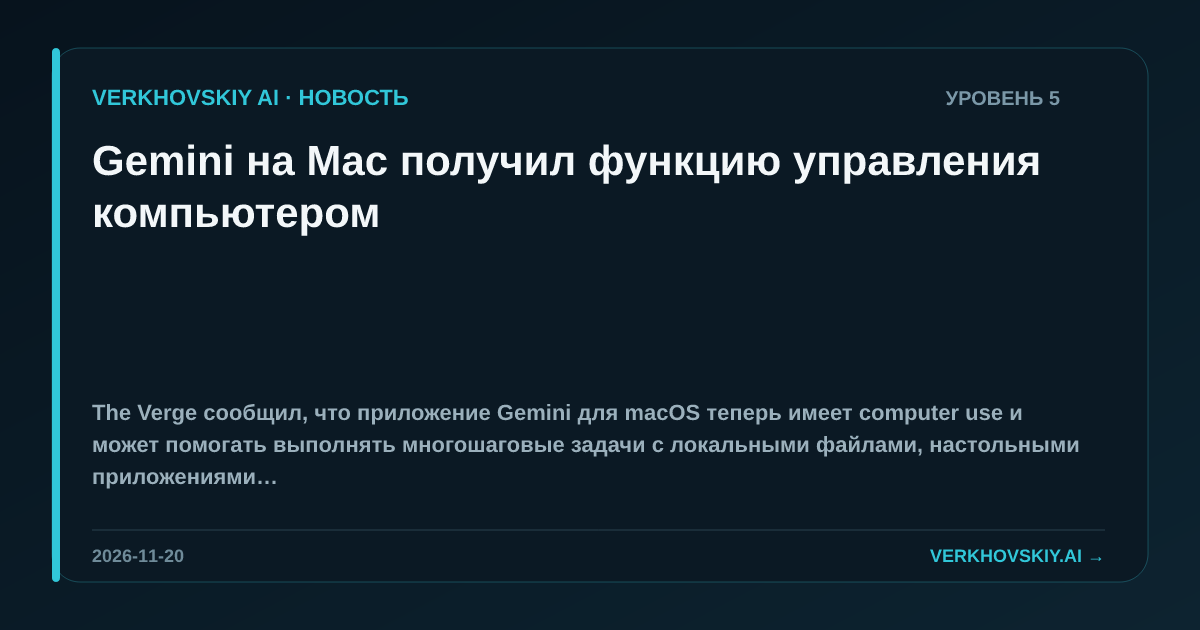 VERKHOVSKIY AI · НОВОСТЬ
УРОВЕНЬ 5
Gemini на Mac получил функцию управления
компьютером
The Verge сообщил, что приложение Gemini для macOS теперь имеет computer use и
может помогать выполнять многошаговые задачи с локальными файлами, настольными
приложениями…
2026-11-20
VERKHOVSKIY.AI →